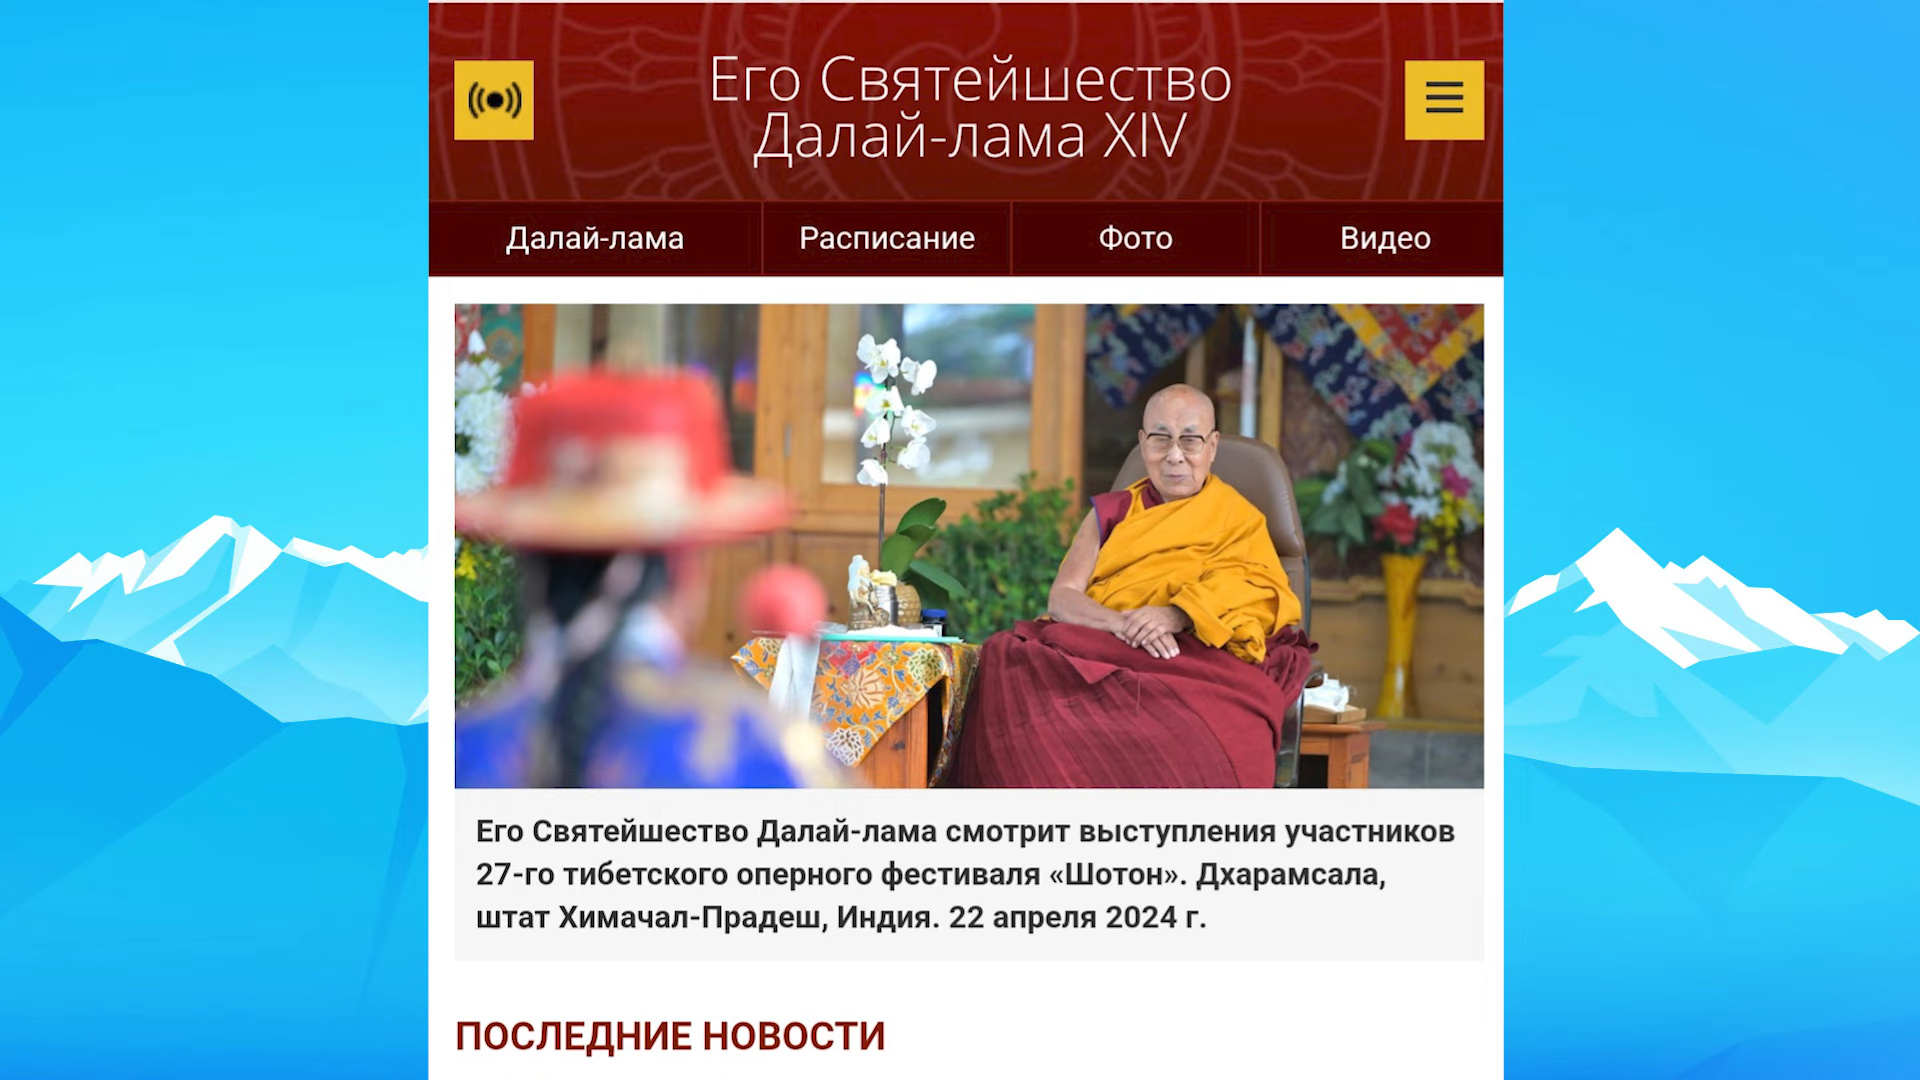 Его Святейшество
Далай-лама XIV
Далай-лама
Расписание
Фото
Видео
Его Святейшество Далай-лама смотрит выступления участников
27-го тибетского оперного фестиваля «Шотон». Дхарамсала,
штат Химачал-Прадеш, Индия. 22 апреля 2024 г.
ПОСЛЕДНИЕ НОВОСТИ